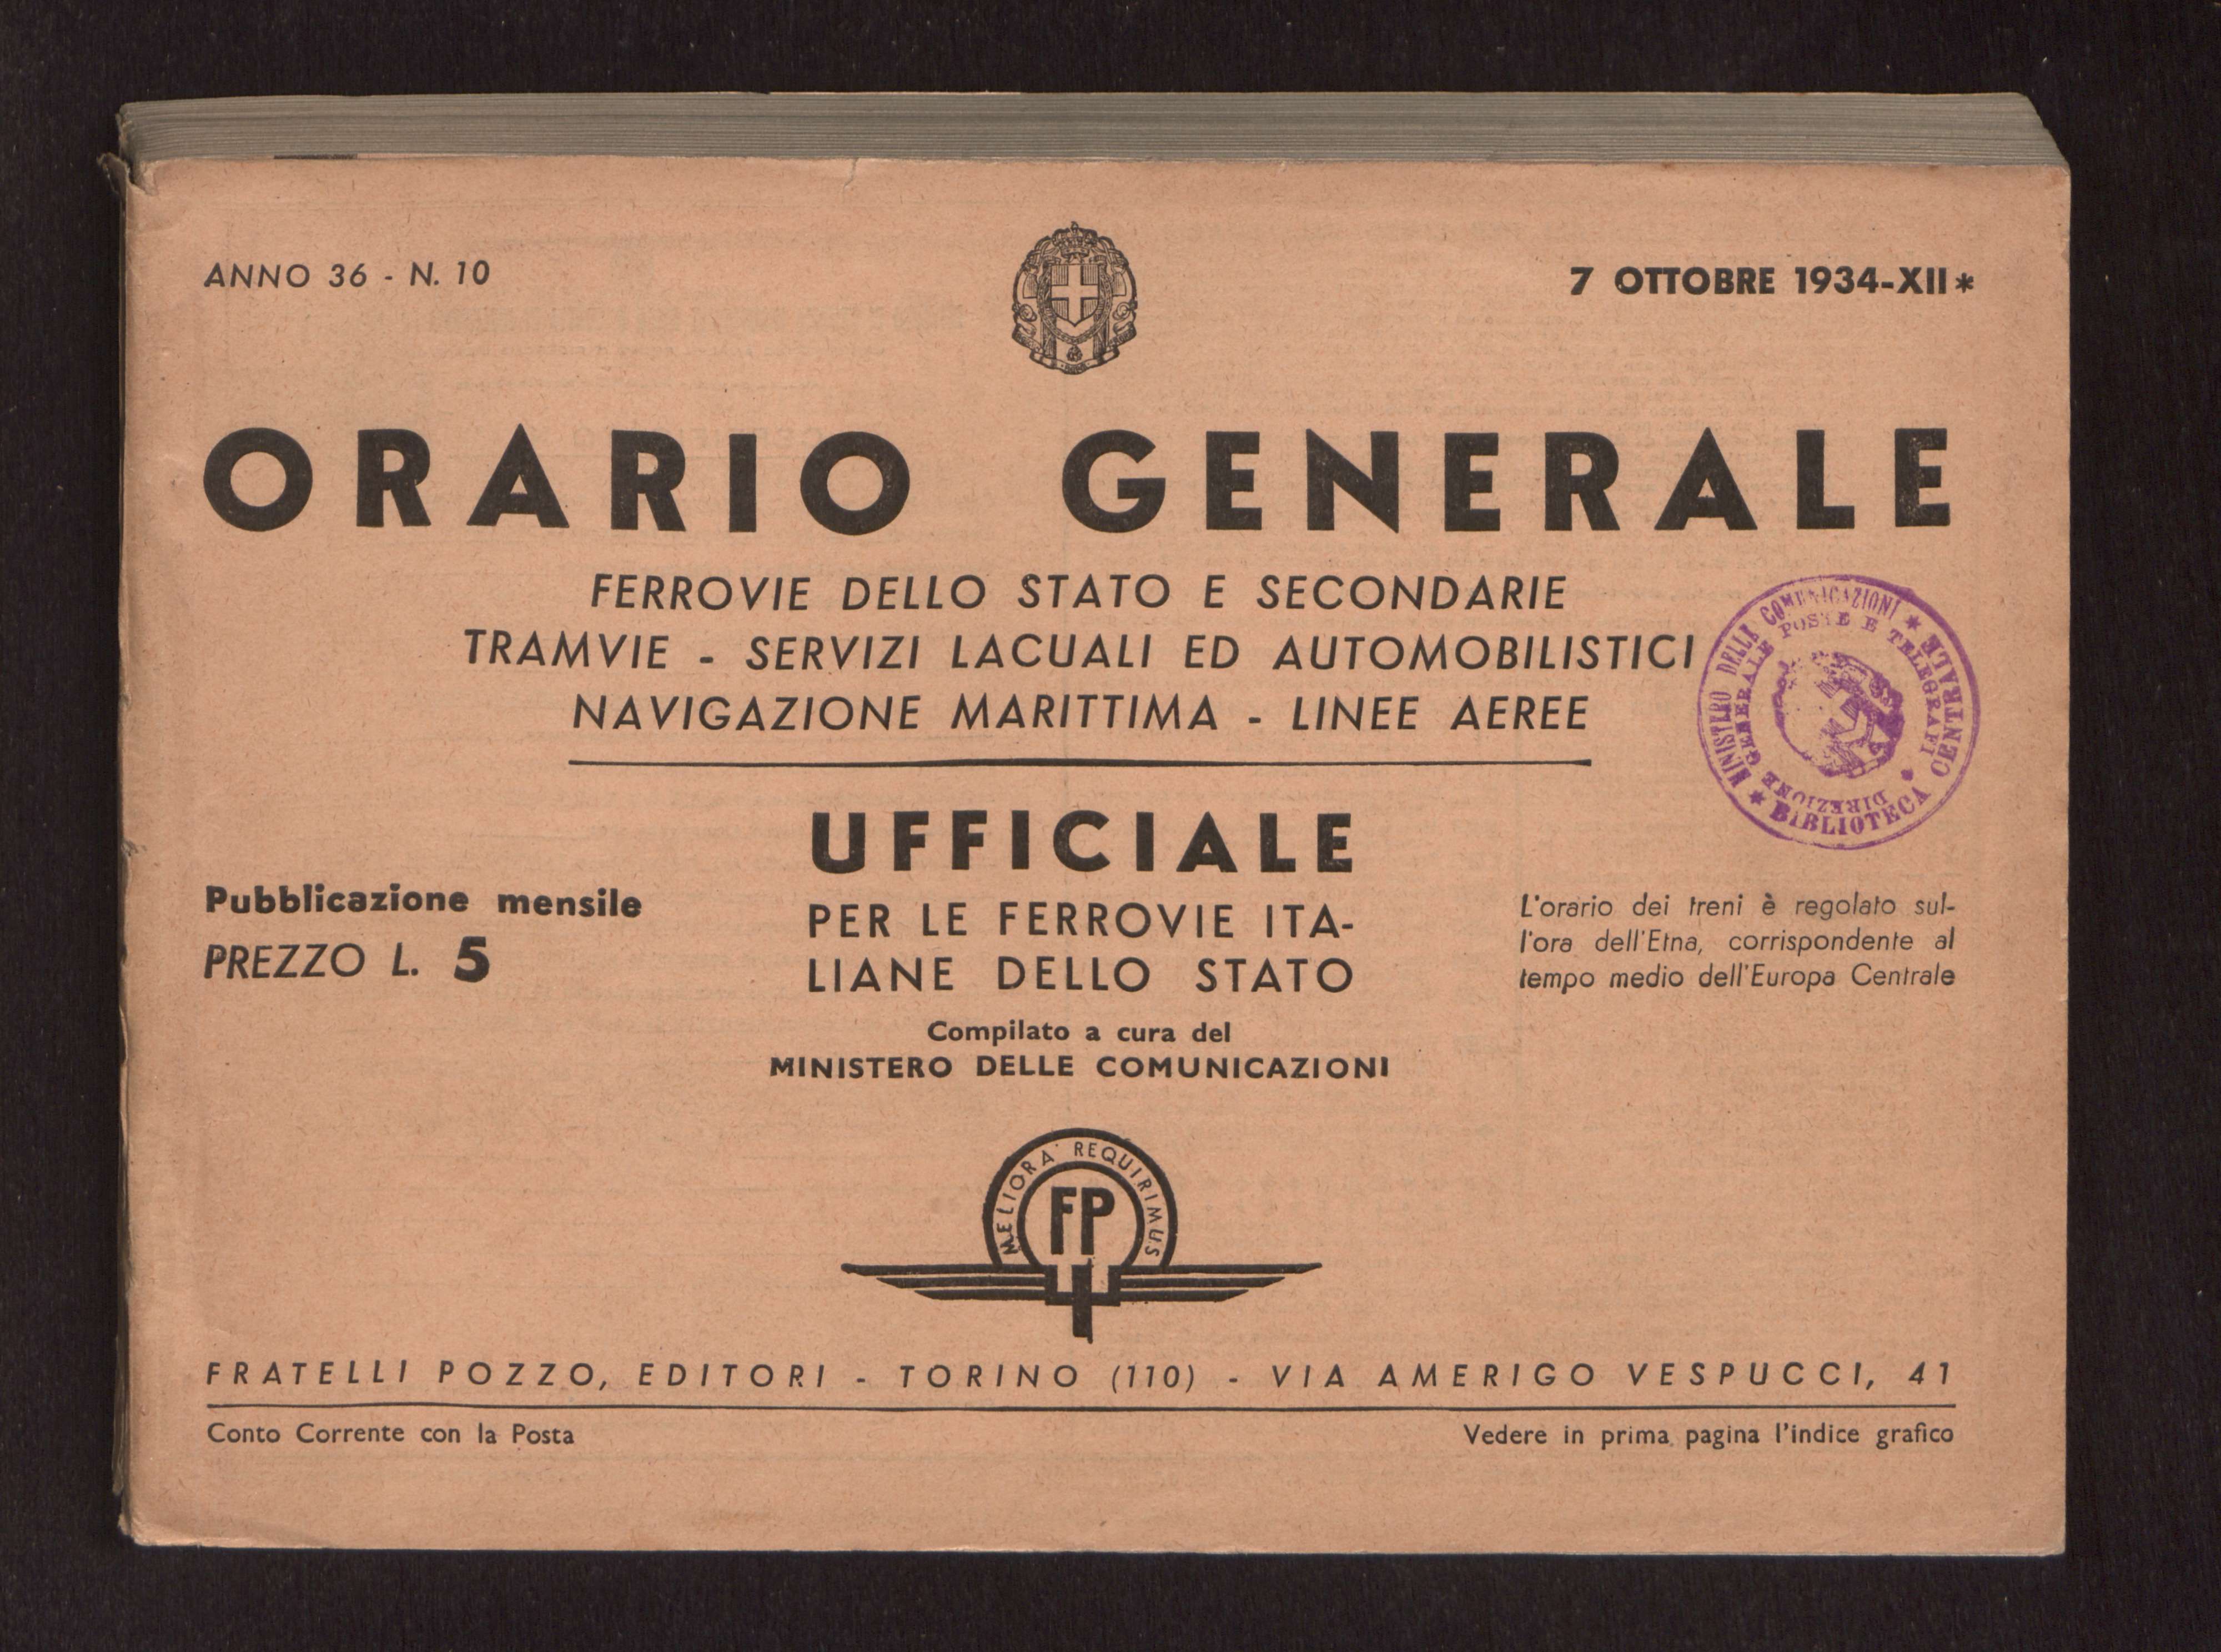 ANNO 36 - N. 10
7 OTTOBRE 1934-XII*
ORARIO GENERALE
FERROVIE DELLO STATO E SECONDARIE
TRAMVIE - SERVIZI LACUALI ED AUTOMOBILISTICI
NAVIGAZIONE MARITTIMA - LINEE AEREE
MINISTERO DELLE COMUNICAZIONI * BIBLIOTECA CENTRALE *
DIREZIONE GENERALE POSTE E TELEGRAFI
UFFICIALE
PER LE FERROVIE ITA-
LIANE DELLO STATO
Compilato a cura del
MINISTERO DELLE COMUNICAZIONI
Pubblicazione mensile
PREZZO L. 5
L'orario dei treni è regolato sul-
l'ora dell'Etna, corrispondente al
tempo medio dell'Europa Centrale
MELIORA REQUIRIMUS
FP
FRATELLI POZZO, EDITORI - TORINO (110) - VIA AMERIGO VESPUCCI, 41
Conto Corrente con la Posta
Vedere in prima pagina l'indice grafico